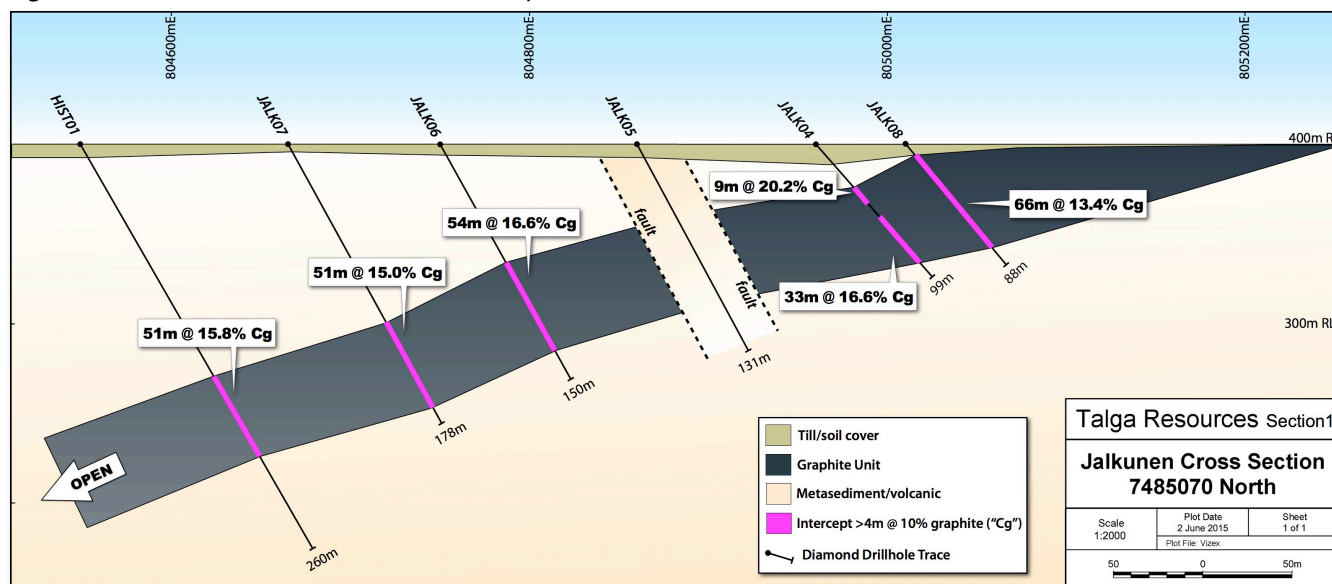 804600mE
804800mE
805000mE
805200mE
HIST01
JALK07
JALK06
JALK05
JALK04
JALK08
400m R
9m @ 20.2% Cg
66m @ 13.4% Cg
54m @ 16.6% Cg
fault
fault
51m @ 15.0% Cg
33m @ 16.6% Cg
99m
88m
300m RL
51m @ 15.8% Cg
131m
150m
178m
260m
OPEN
Till/soil cover
Graphite Unit
Metasediment/volcanic
Intercept >4m @ 10% graphite ("Cg")
Diamond Drillhole Trace
Talga Resources Section1
Jalkunen Cross Section
7485070 North
Scale
1:2000
Plot Date
2 June 2015
Sheet
1 of 1
Plot File: Vizex
50 0 50m